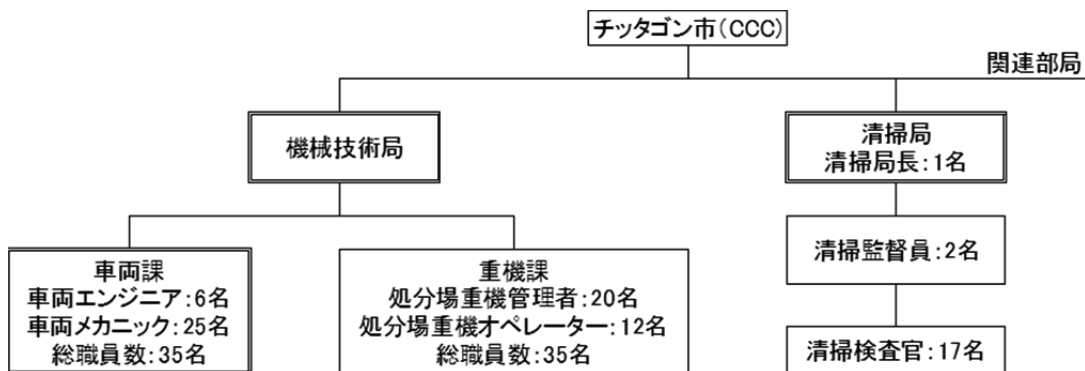 チッタゴン市(CCC)
関連部局
機械技術局
清掃局
清掃局長:1名
車両課
車両エンジニア:6名
車両メカニック:25名
総職員数:35名
重機課
処分場重機管理者:20名
処分場重機オペレーター:12名
総職員数:35名
清掃監督員:2名
清掃検査官:17名